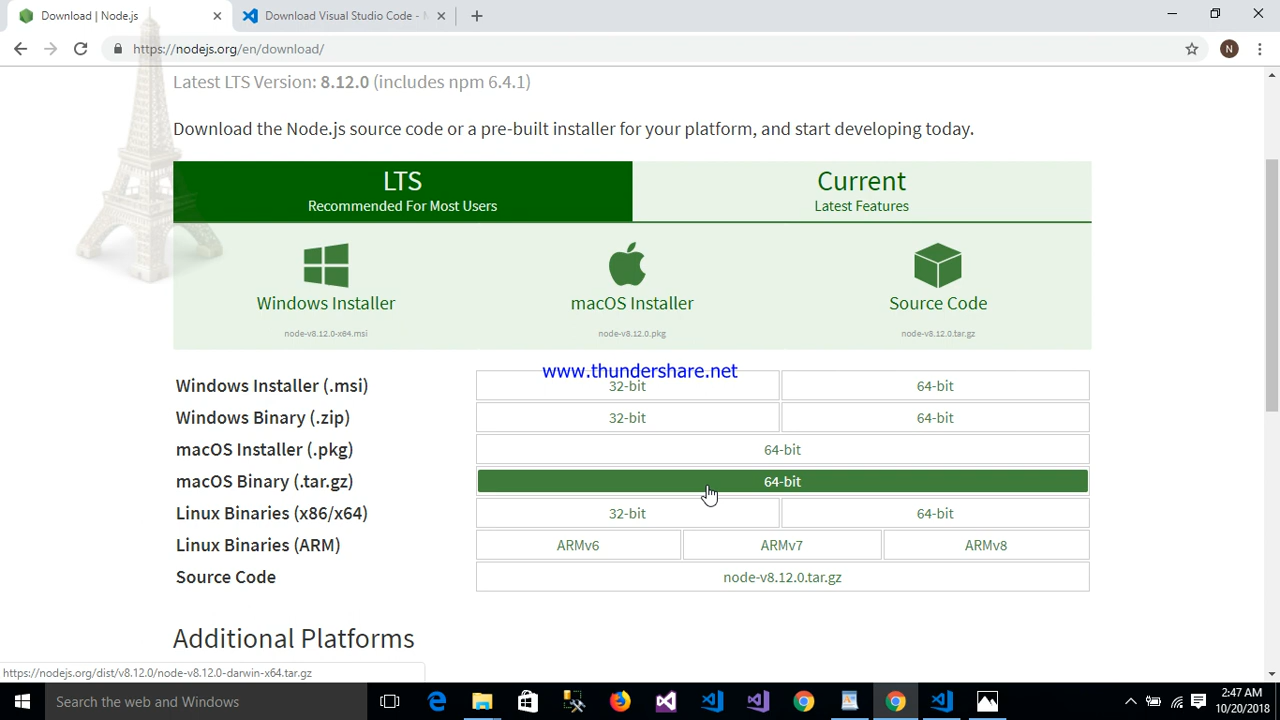 Download | Node.js
Download Visual Studio Code -
https://nodejs.org/en/download/
N
Latest LTS Version: 8.12.0 (includes npm 6.4.1)
Download the Node.js source code or a pre-built installer for your platform, and start developing today.
LTS
Recommended For Most Users
Current
Latest Features
Windows Installer
node-v8.12.0-x64.msi
macOS Installer
node-v8.12.0.pkg
Source Code
node-v8.12.0.tar.gz
www.thundershare.net
Windows Installer (.msi) 32-bit 64-bit
Windows Binary (.zip) 32-bit 64-bit
macOS Installer (.pkg) 64-bit
macOS Binary (.tar.gz) 64-bit
Linux Binaries (x86/x64) 32-bit 64-bit
Linux Binaries (ARM) ARMv6 ARMv7 ARMv8
Source Code node-v8.12.0.tar.gz
Additional Platforms
https://nodejs.org/dist/v8.12.0/node-v8.12.0-darwin-x64.tar.gz
Search the web and Windows
2:47 AM
10/20/2018